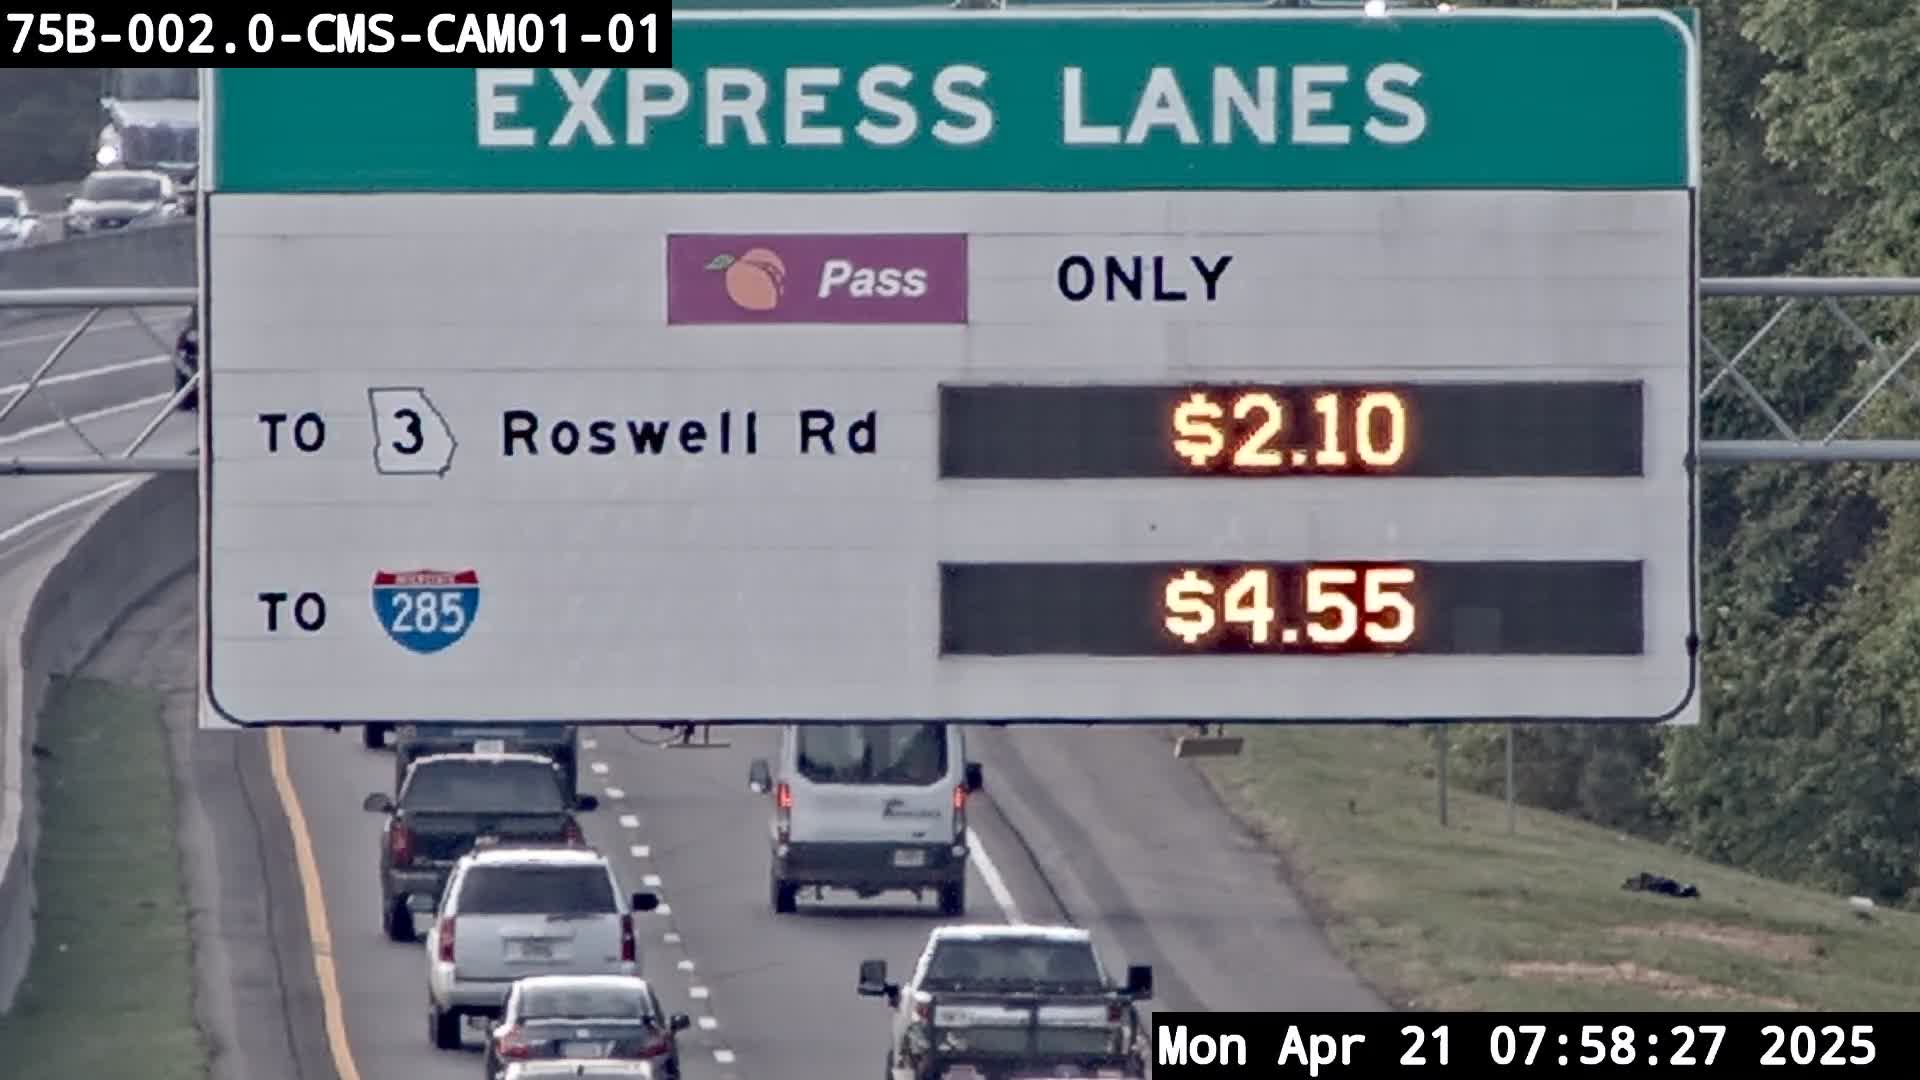 75B-002.0-CMS-CAM01-01
EXPRESS LANES
Pass ONLY
TO 3 Roswell Rd $2.10
TO 285 $4.55
Mon Apr 21 07:58:27 2025